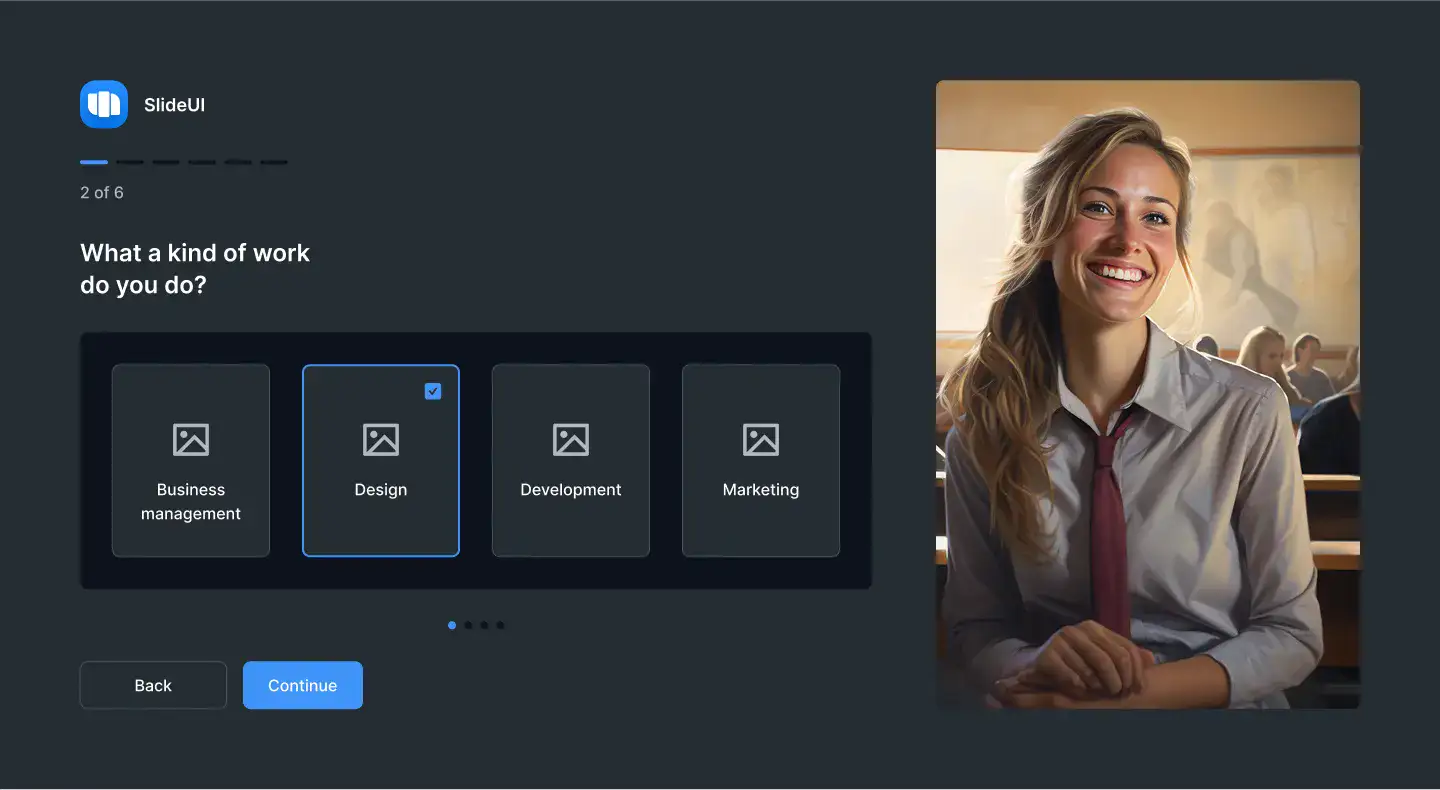 SlideUI
2 of 6
What a kind of work
do you do?
Business
management
Design
Development
Marketing
Back
Continue